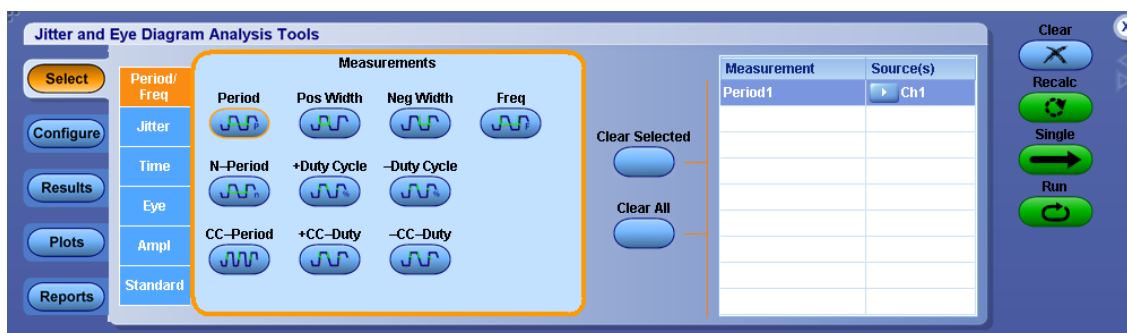 Jitter and Eye Diagram Analysis Tools
Clear
Select
Period/
Freq
Measurements
Measurement Source(s)
Period Pos Width Neg Width Freq
Period1 Ch1
Recalc
Configure
Jitter
Clear Selected
Single
Time
N–Period +Duty Cycle –Duty Cycle
Results
Run
Eye
Clear All
Plots
Ampl
CC–Period +CC–Duty –CC–Duty
Reports
Standard